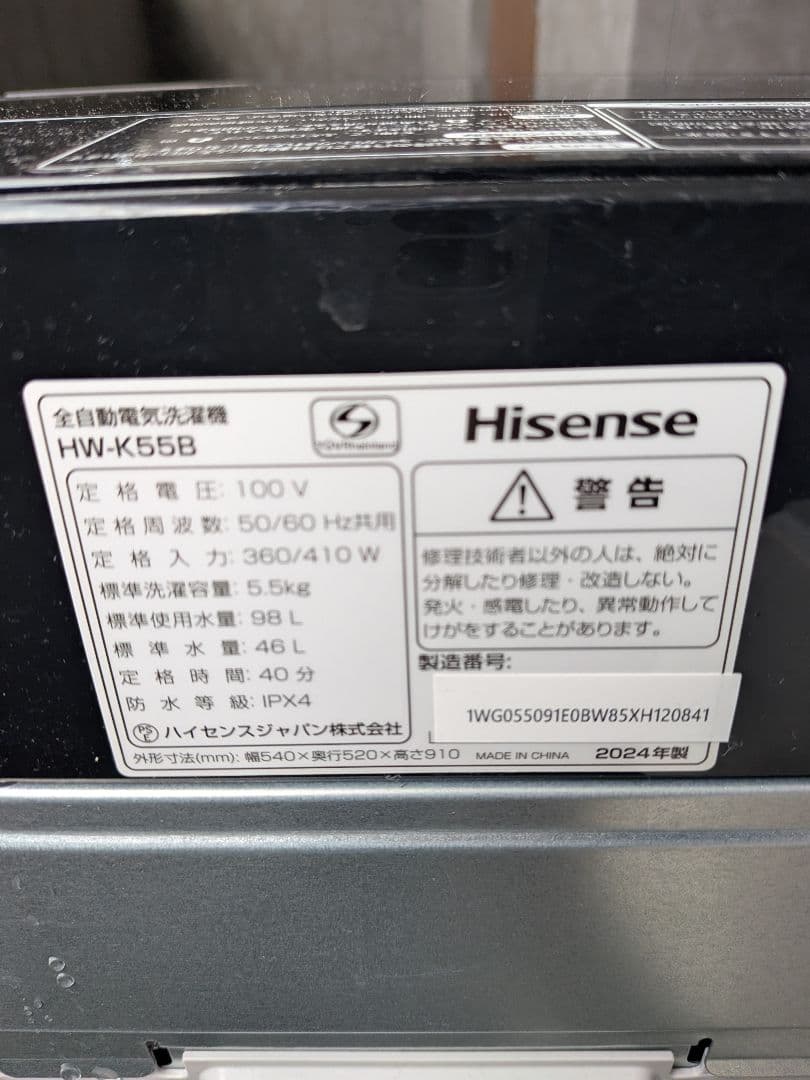 全自動電気洗濯機
HW-K55B
Hisense
定格電圧: 100 V
定格周波数: 50/60 Hz共用
定格入力: 360/410 W
標準洗濯容量: 5.5kg
標準使用水量: 98 L
標準水量: 46 L
定格時間: 40 分
防水等級: IPX4
PS E ハイセンスジャパン株式会社
警告
修理技術者以外の人は、絶対に
分解したり修理・改造しない。
発火・感電したり、異常動作して
けがをすることがあります。
製造番号:
1WG055091E0BW85XH120841
外形寸法(mm): 幅540×奥行520×高さ910 MADE IN CHINA 2024年製